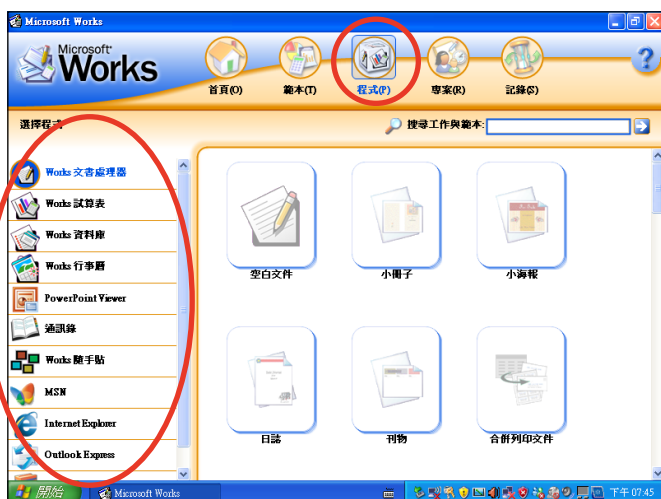 Microsoft Works
Microsoft
Works
首頁(O)
範本(T)
程式(P)
專案(R)
記錄(S)
選擇程式
搜尋工作與範本:
Works 文書處理器
Works 試算表
Works 資料庫
Works 行事曆
PowerPoint Viewer
通訊錄
Works 隨手貼
MSN
Internet Explorer
Outlook Express
空白文件
小冊子
小海報
日誌
刊物
合併列印文件
開始
Microsoft Works
下午 07:45